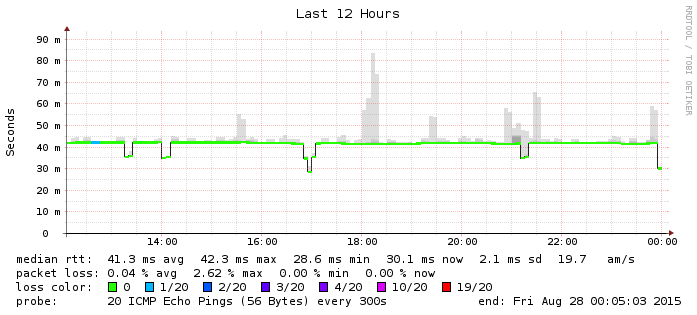 Last 12 Hours
RRDTOOL / TOBI OETIKER
Seconds
90 m
80 m
70 m
60 m
50 m
40 m
30 m
20 m
10 m
0
14:00 16:00 18:00 20:00 22:00 00:00
median rtt: 41.3 ms avg 42.3 ms max 28.6 ms min 30.1 ms now 2.1 ms sd 19.7 am/s
packet loss: 0.04 % avg 2.62 % max 0.00 % min 0.00 % now
loss color: 0 1/20 2/20 3/20 4/20 10/20 19/20
probe: 20 ICMP Echo Pings (56 Bytes) every 300s end: Fri Aug 28 00:05:03 2015